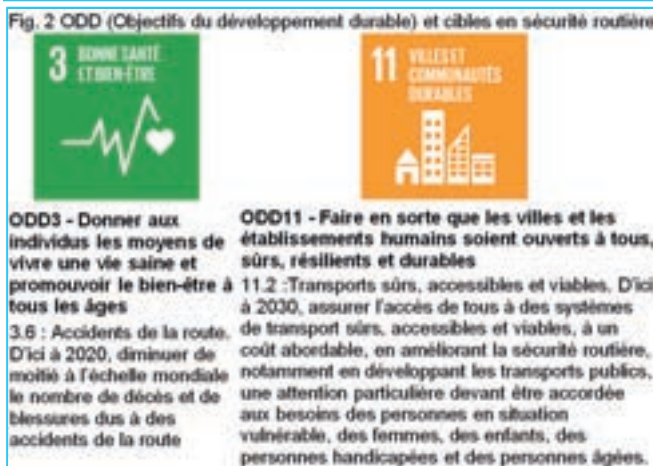 Fig. 2 ODD (Objectifs du développement durable) et cibles en sécurité routière
3 BONNE SANTÉ
ET BIEN-ÊTRE
11 VILLES ET
COMMUNAUTÉS
DURABLES
ODD3 - Donner aux
individus les moyens de
vivre une vie saine et
promouvoir le bien-être à
tous les âges
3.6 : Accidents de la route.
D'ici à 2020, diminuer de
moitié à l'échelle mondiale
le nombre de décès et de
blessures dus à des
accidents de la route
ODD11 - Faire en sorte que les villes et les
établissements humains soient ouverts à tous,
sûrs, résilients et durables
11.2 :Transports sûrs, accessibles et viables. D'ici
à 2030, assurer l'accès de tous à des systèmes
de transport sûrs, accessibles et viables, à un
coût abordable, en améliorant la sécurité routière,
notamment en développant les transports publics,
une attention particulière devant être accordée
aux besoins des personnes en situation
vulnérable, des femmes, des enfants, des
personnes handicapées et des personnes âgées.